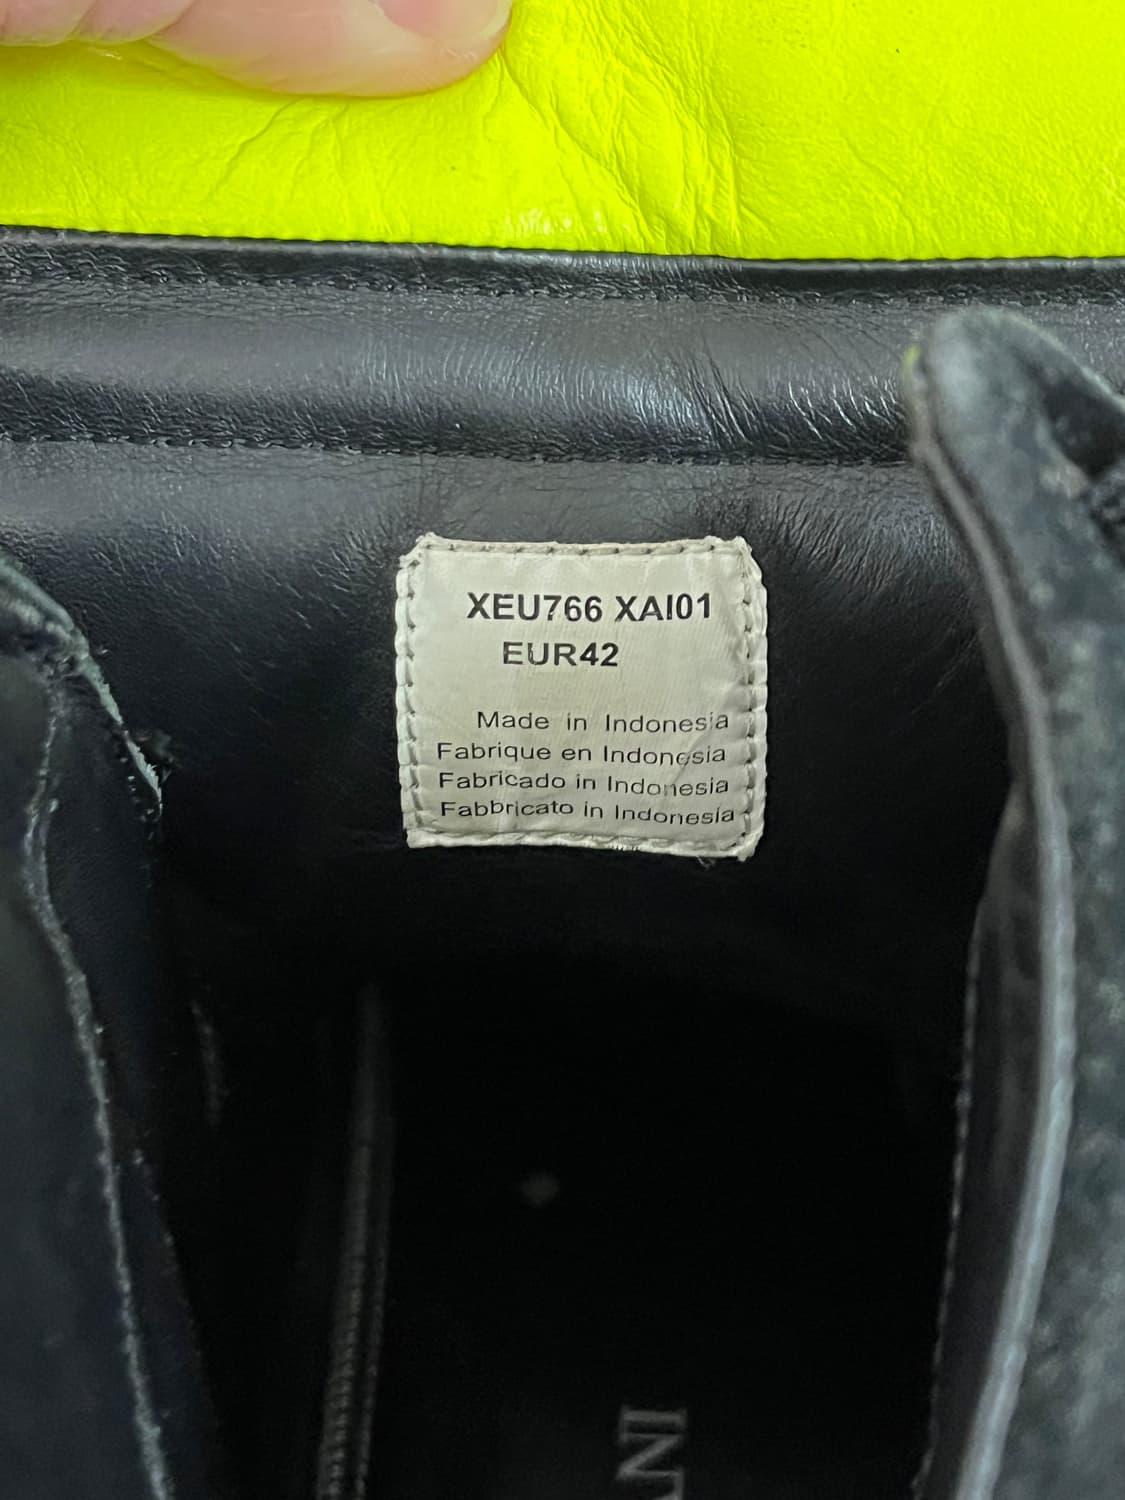 XEU766 XAI01
EUR42
Made in Indonesia
Fabrique en Indonesia
Fabricado in Indonesia
Fabbricato in Indonesia